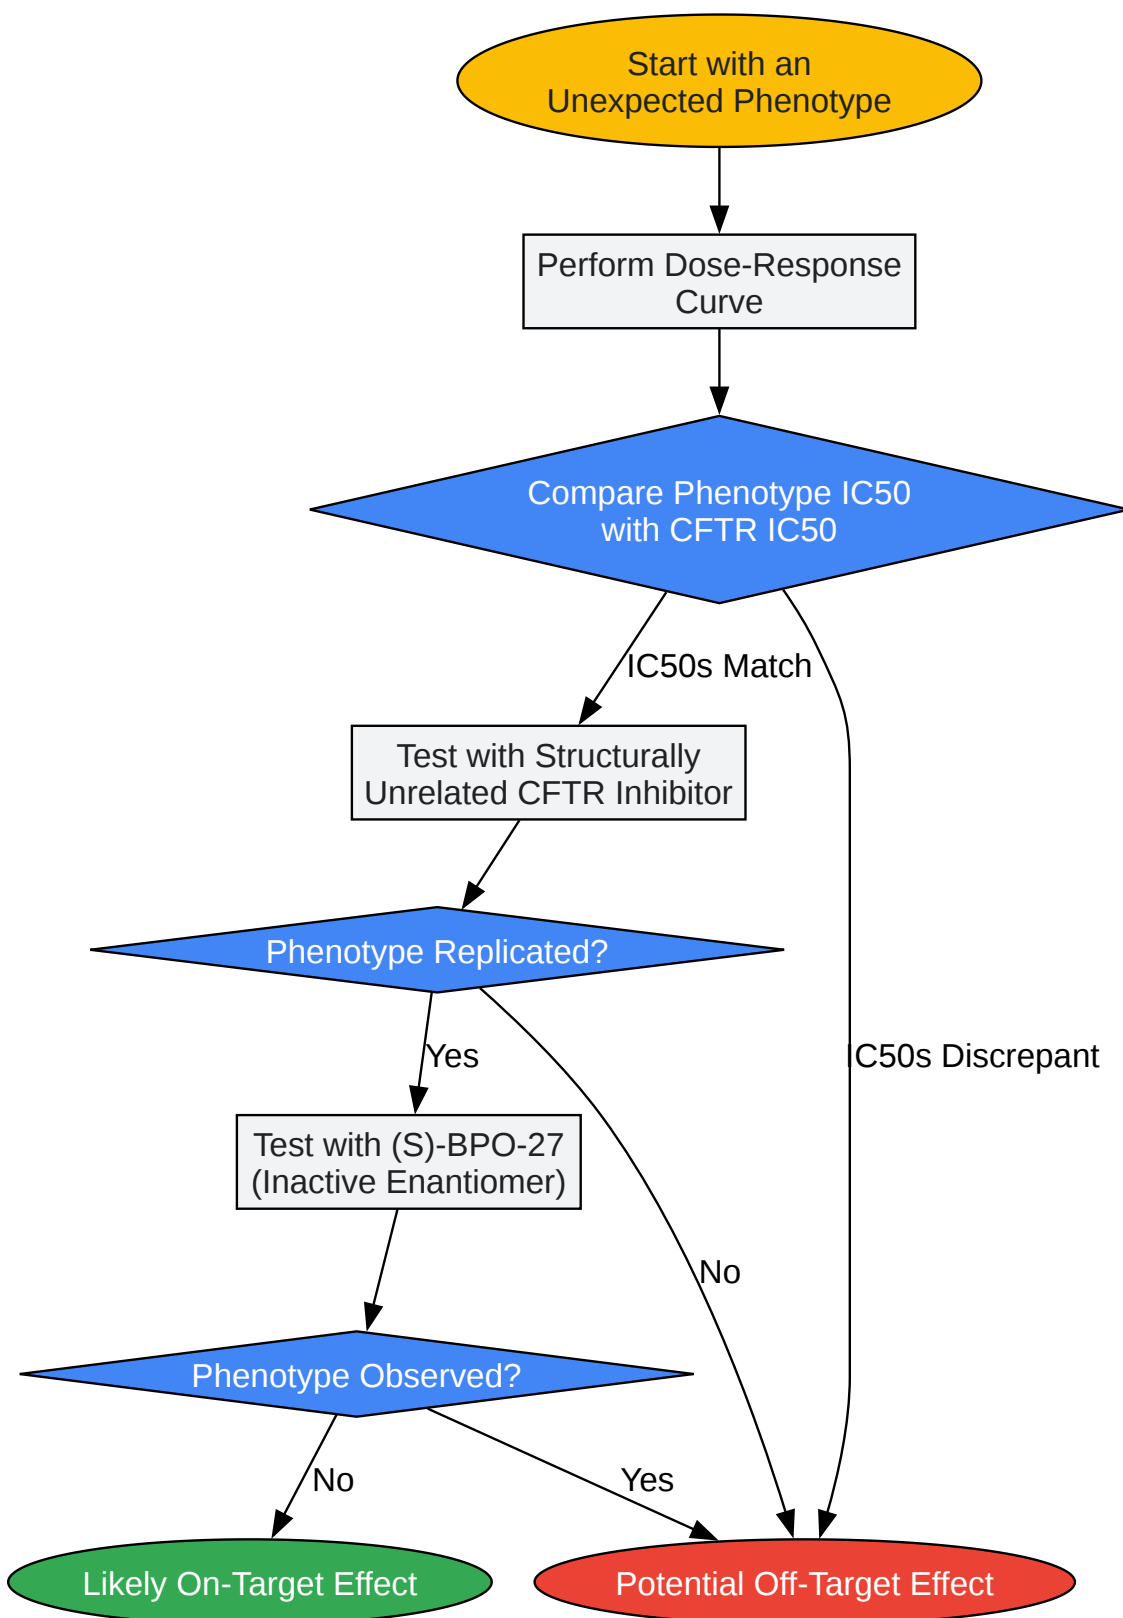 Start with an
Unexpected Phenotype
Perform Dose-Response
Curve
Compare Phenotype IC50
with CFTR IC50
IC50s Match
Test with Structurally
Unrelated CFTR Inhibitor
Phenotype Replicated?
Yes
IC50s Discrepant
Test with (S)-BPO-27
(Inactive Enantiomer)
No
Phenotype Observed?
No
Yes
Likely On-Target Effect
Potential Off-Target Effect